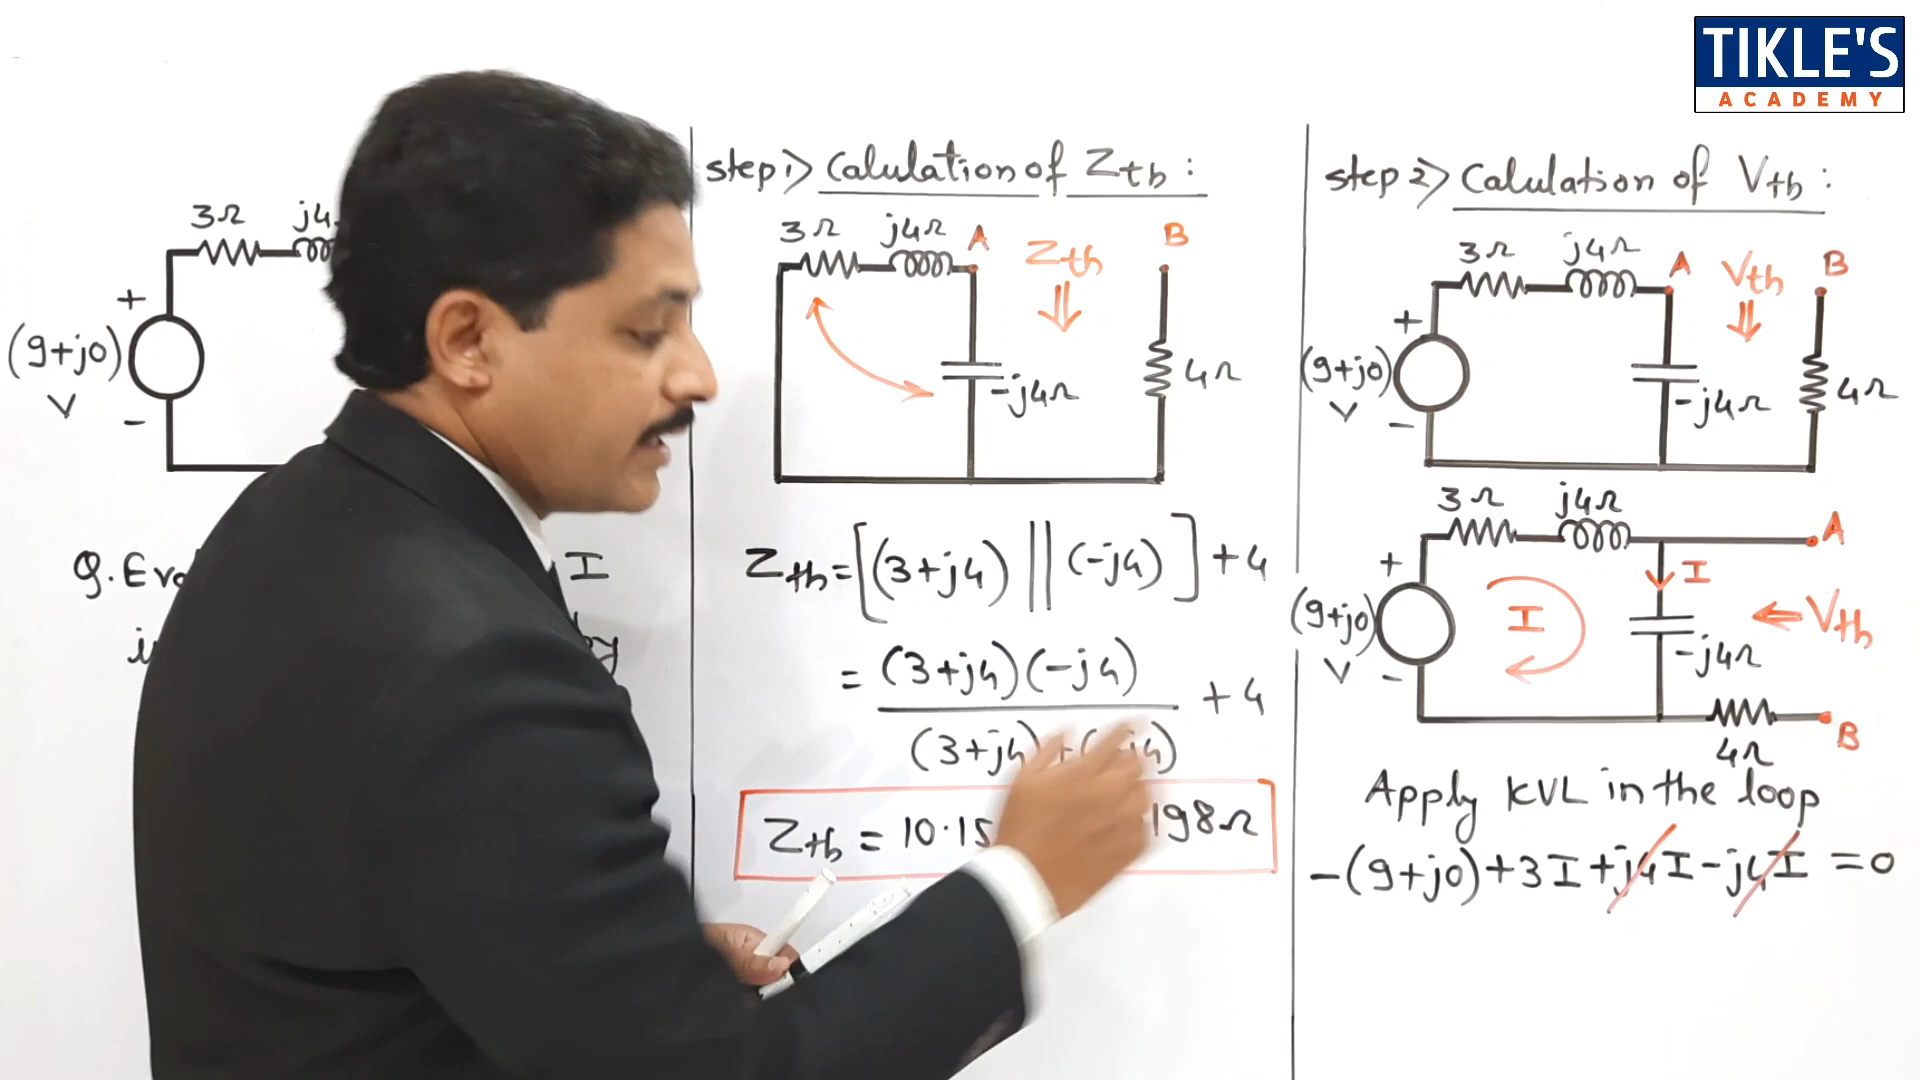 TIKLE'S
ACADEMY
3Ω j4
+
(9+j0)
V
-
I
step 1> Calulation of Zth :
3Ω j4Ω A Zth B
⇓
-j4Ω 4Ω
Zth = [(3+j4) || (-j4)] + 4
= (3+j4)(-j4) + 4
(3+j4)+(-j4)
Zth = 10.15 198Ω
step 2> Calulation of Vth :
3Ω j4Ω A Vth B
⇓
+
(9+j0)
V
-
-j4Ω 4Ω
3Ω j4Ω A
+
(9+j0)
V
-
I
I
-j4Ω
⇐ Vth
4Ω
B
Apply KVL in the loop
-(9+j0)+3I+j4I-j4I = 0